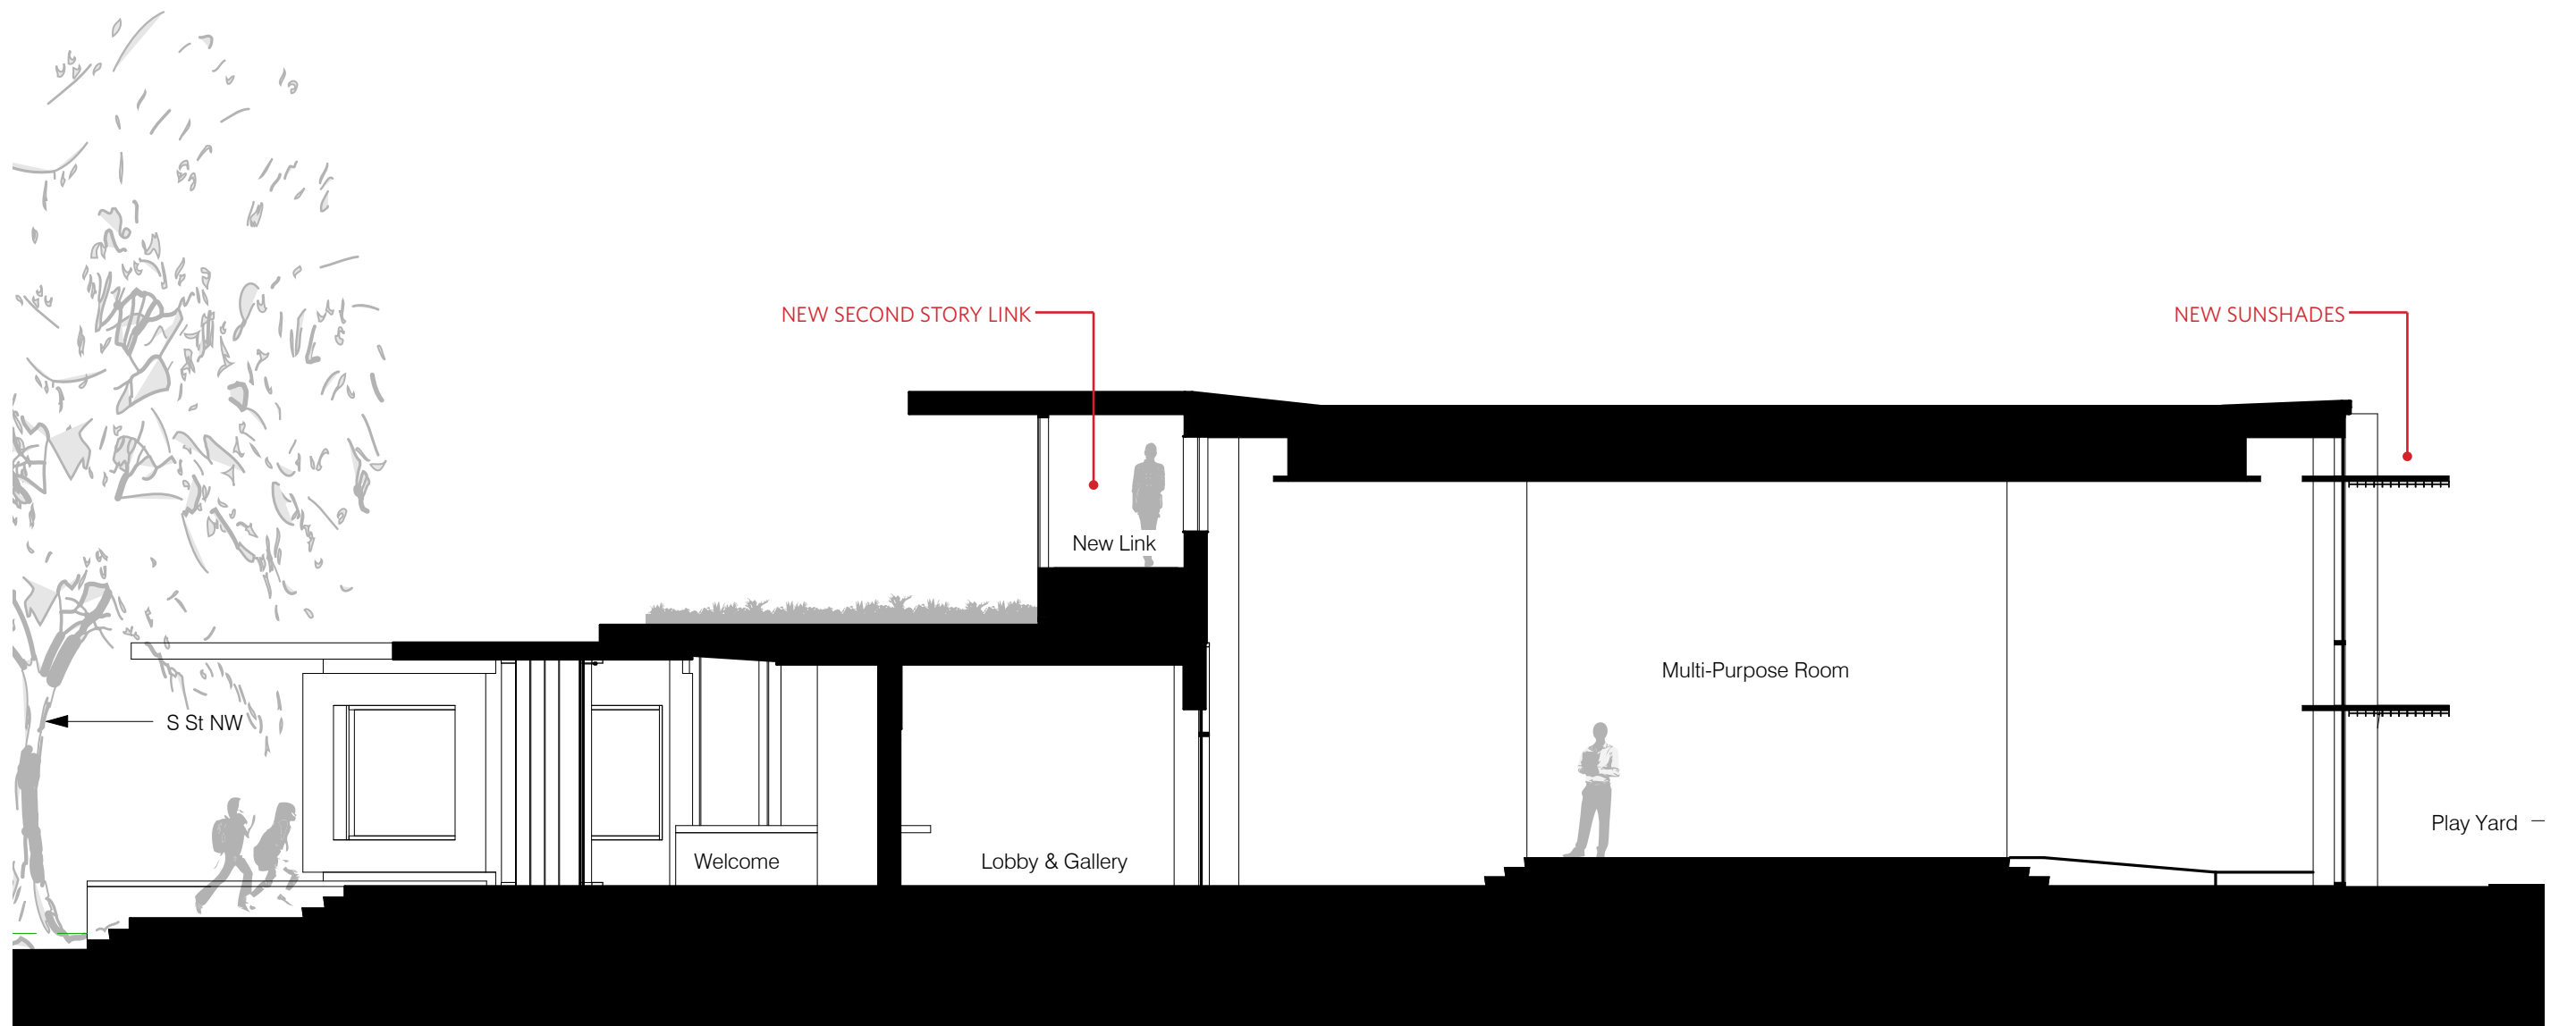 NEW SECOND STORY LINK
NEW SUNSHADES
New Link
Multi-Purpose Room
S St NW
Play Yard
Welcome
Lobby & Gallery